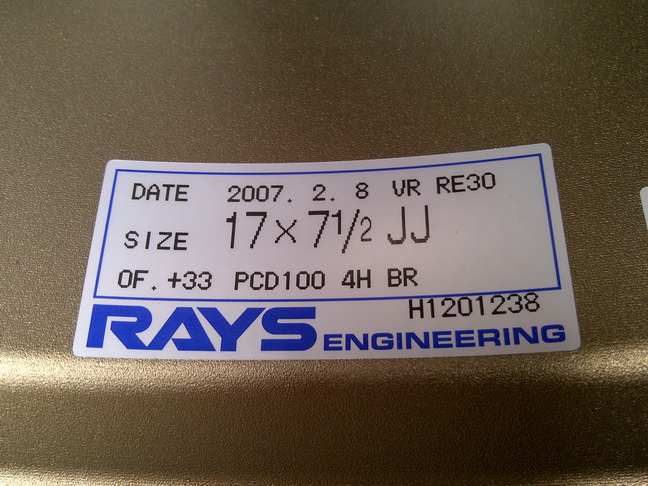 DATE 2007. 2. 8 VR RE30
SIZE 17×7½ JJ
OF. +33 PCD100 4H BR
H1201238
RAYS ENGINEERING